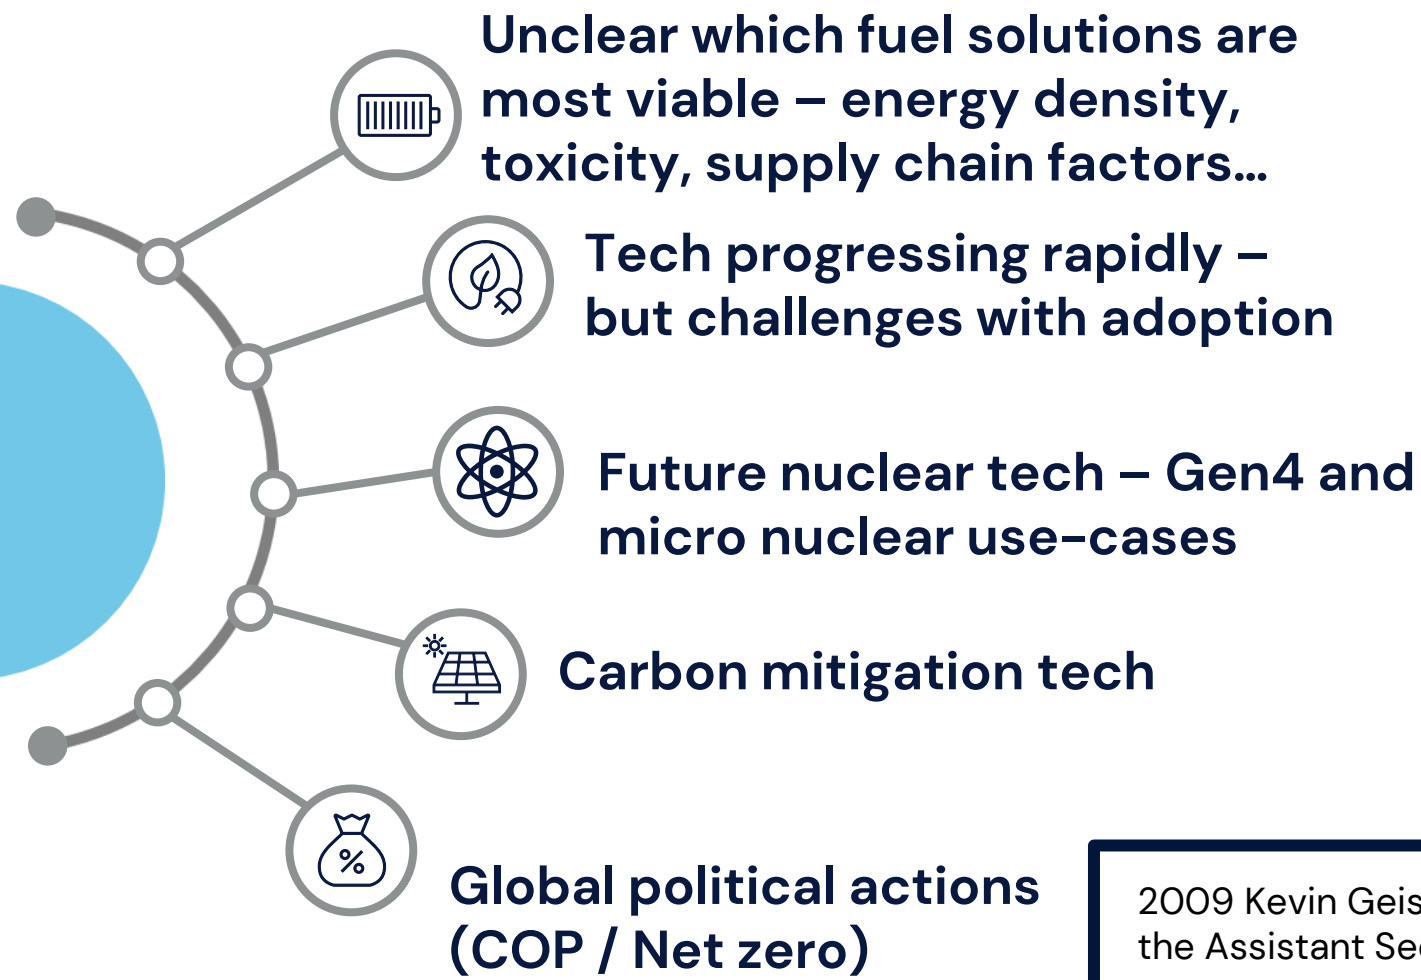 Unclear which fuel solutions are
most viable – energy density,
toxicity, supply chain factors…
Tech progressing rapidly –
but challenges with adoption
Future nuclear tech – Gen4 and
micro nuclear use-cases
Carbon mitigation tech
%
Global political actions
(COP / Net zero)
2009 Kevin
the Assistant